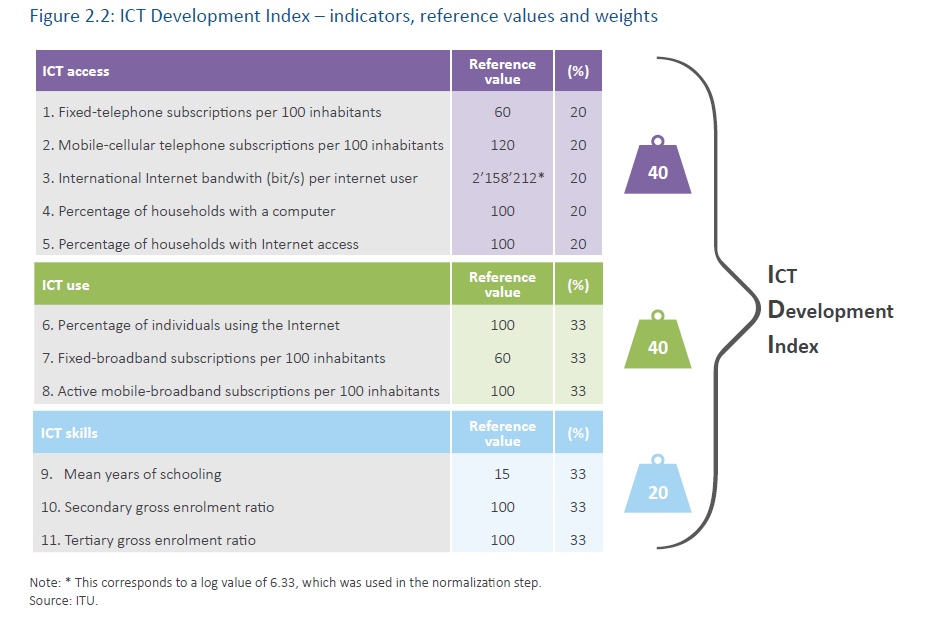 Figure 2.2: ICT Development Index – indicators, reference values and weights
ICT access Reference value (%)
1. Fixed-telephone subscriptions per 100 inhabitants 60 20
2. Mobile-cellular telephone subscriptions per 100 inhabitants 120 20
3. International Internet bandwith (bit/s) per internet user 2’158’212* 20
4. Percentage of households with a computer 100 20
5. Percentage of households with Internet access 100 20
40
ICT use Reference value (%)
6. Percentage of individuals using the Internet 100 33
7. Fixed-broadband subscriptions per 100 inhabitants 60 33
8. Active mobile-broadband subscriptions per 100 inhabitants 100 33
40
ICT skills Reference value (%)
9. Mean years of schooling 15 33
10. Secondary gross enrolment ratio 100 33
11. Tertiary gross enrolment ratio 100 33
20
ICT
Development
Index
Note: * This corresponds to a log value of 6.33, which was used in the normalization step.
Source: ITU.